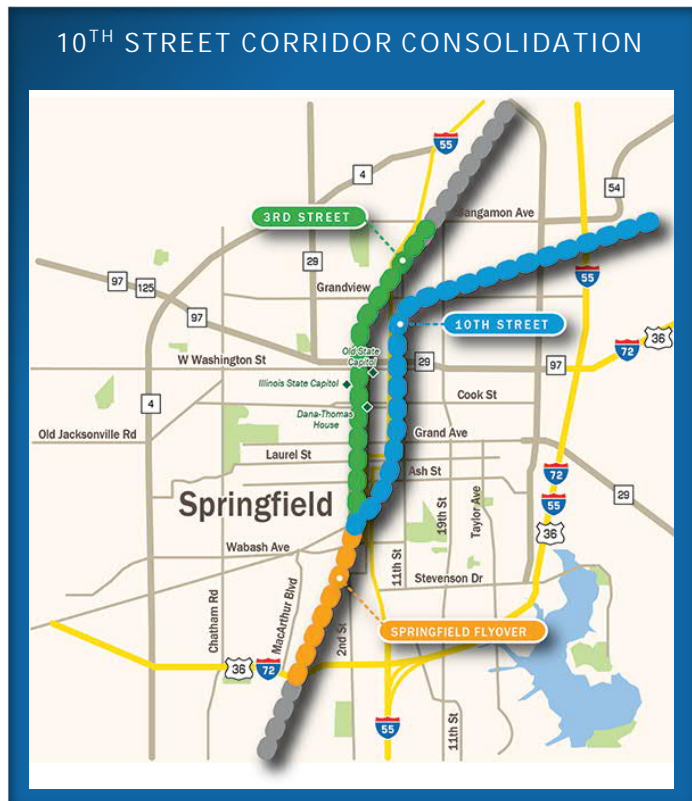 10TH STREET CORRIDOR CONSOLIDATION
55
4
54
3RD STREET
Sangamon Ave
29
97
125
Grandview
55
97
10TH STREET
36
72
W Washington St
Old State
Capitol
29
97
Illinois State Capitol
Cook St
4
Dana-Thomas
House
Old Jacksonville Rd
Grand Ave
Laurel St
Ash St
72
Springfield
55
29
36
19th St
Taylor Ave
Wabash Ave
11th St
Stevenson Dr
Chatham Rd
MacArthur Blvd
2nd St
SPRINGFIELD FLYOVER
36
72
55
11th St